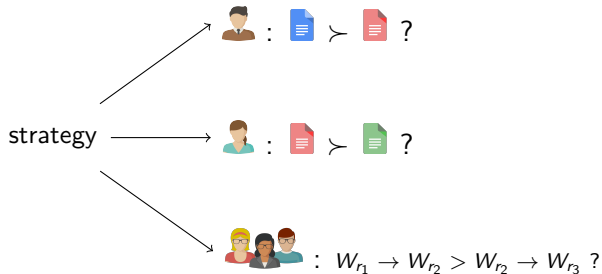 : ≻ ?
strategy
: ≻ ?
: W_{r_1} → W_{r_2} > W_{r_2} → W_{r_3} ?